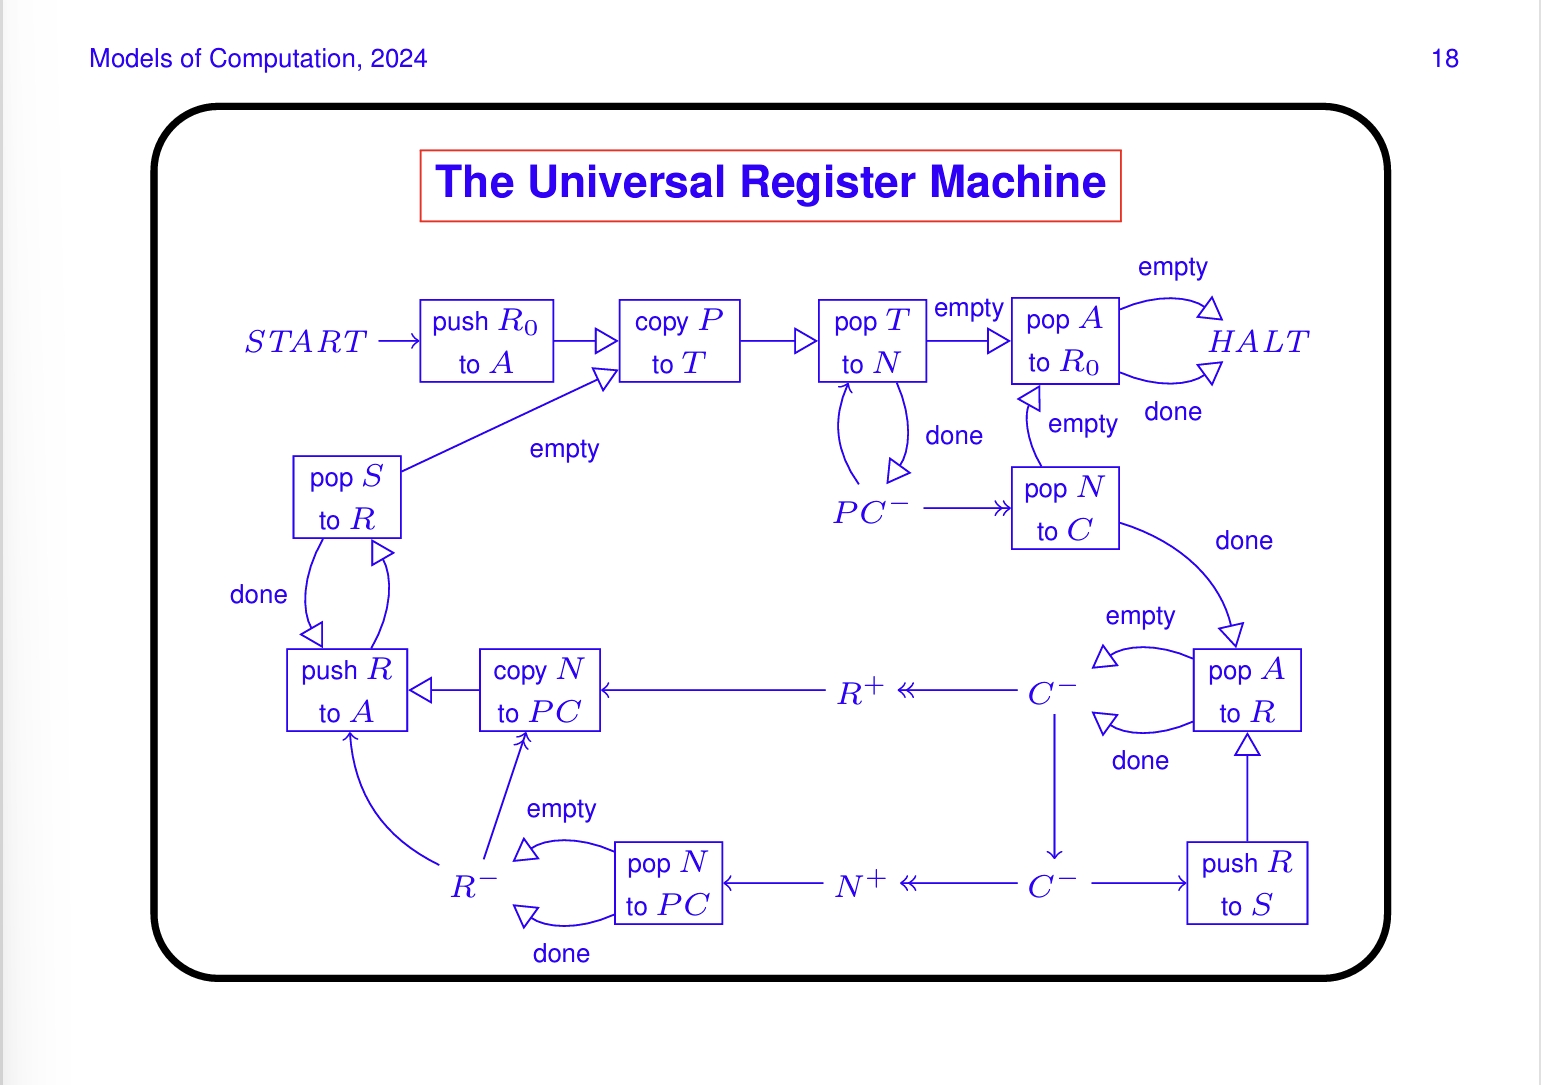 Models of Computation, 2024
18
The Universal Register Machine
empty
START
push R₀
to A
copy P
to T
pop T
to N
empty
pop A
to R₀
HALT
done
empty
done
empty
pop S
to R
PC⁻
pop N
to C
done
done
empty
push R
to A
copy N
to PC
R⁺
C⁻
pop A
to R
done
empty
R⁻
pop N
to PC
N⁺
C⁻
push R
to S
done